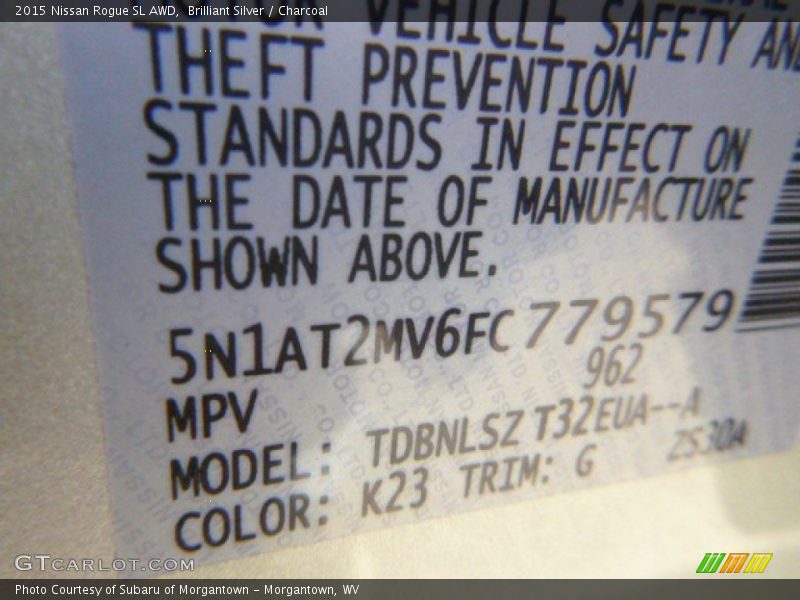 2015 Nissan Rogue SL AWD,  Brilliant Silver / Charcoal
VEHICLE SAFETY AND
THEFT PREVENTION
STANDARDS IN EFFECT ON
THE DATE OF MANUFACTURE
SHOWN ABOVE.
5N1AT2MV6FC779579
MPV 962
MODEL: TDBNLSZ T32EUA--A
COLOR: K23 TRIM: G ZS30A
GTCARLOT.COM
Photo Courtesy of Subaru of Morgantown - Morgantown, WV